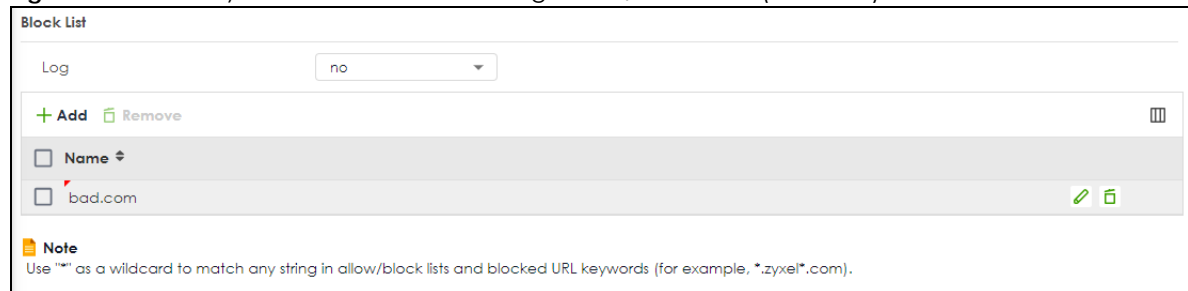 Block List
Log
no
+ Add Remove
Name
bad.com
Note
Use "*" as a wildcard to match any string in allow/block lists and blocked URL keywords (for example, *.zyxel*.com).